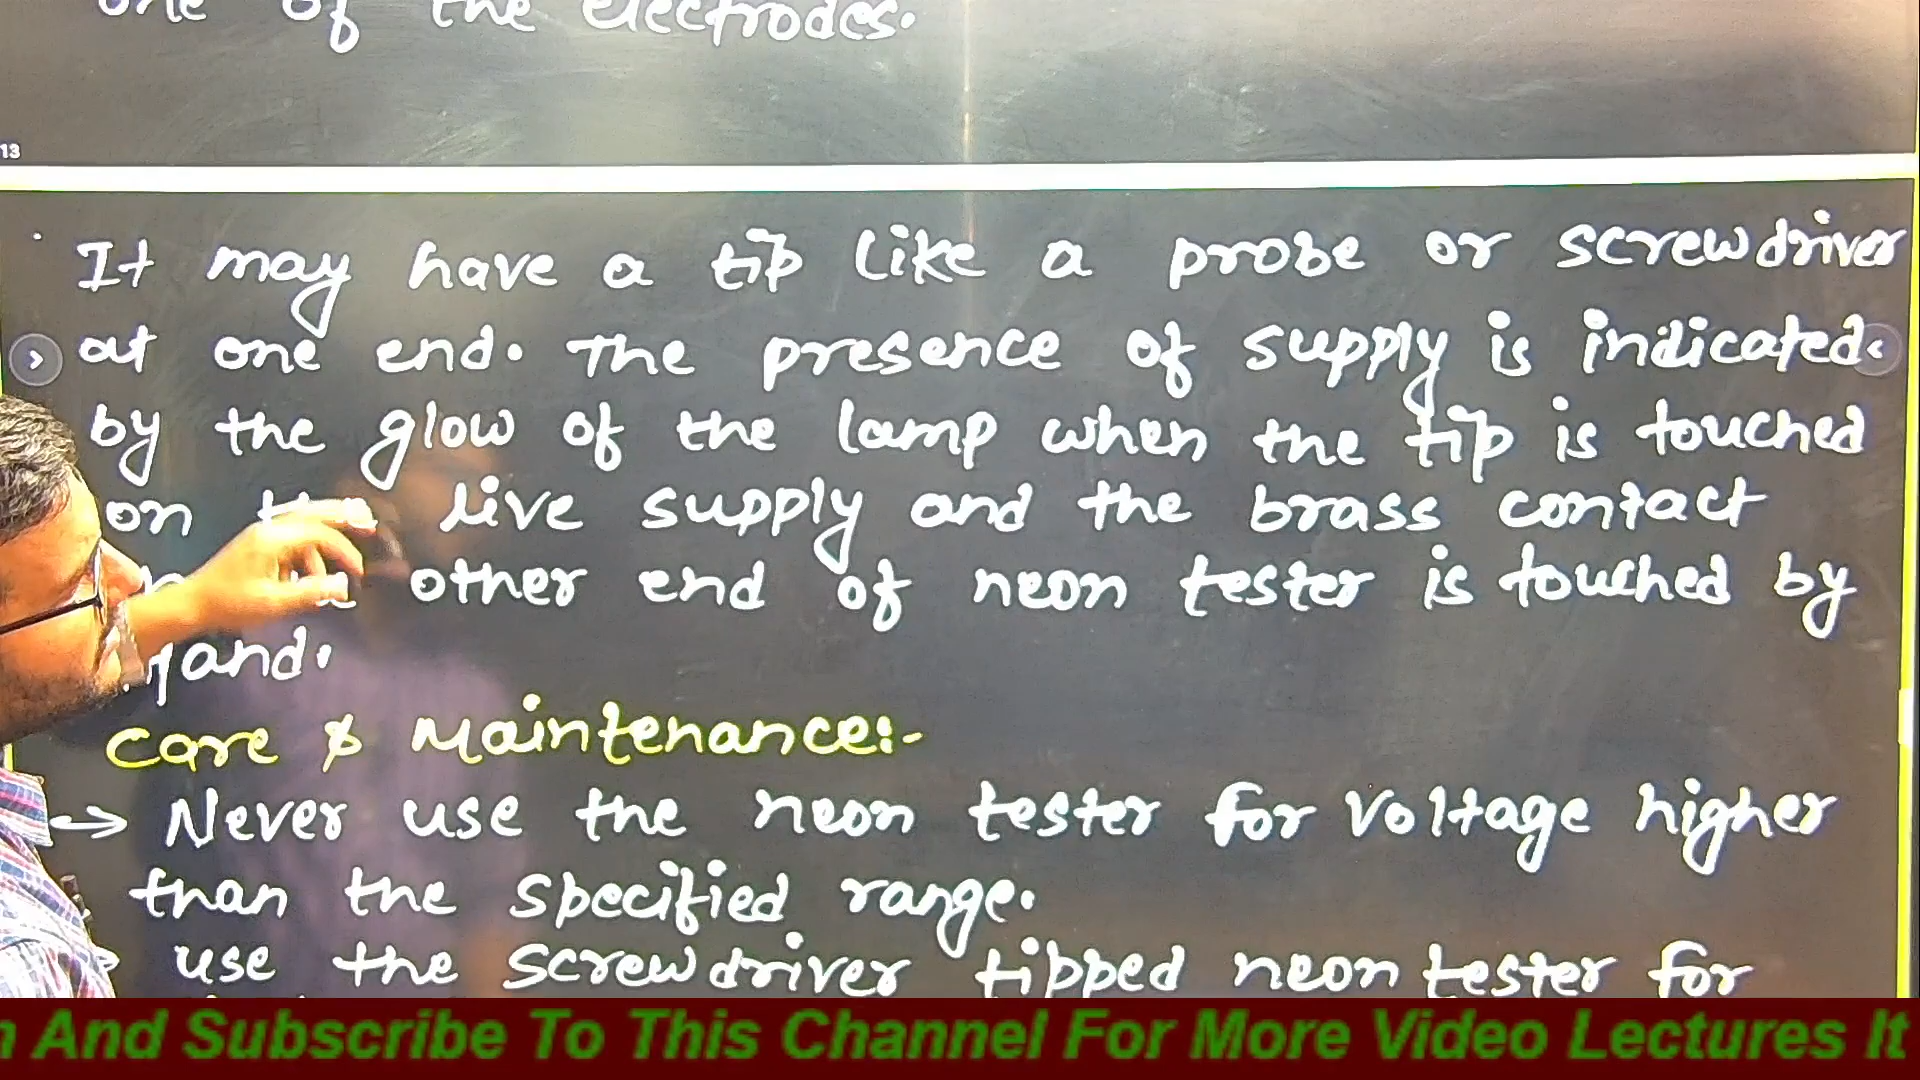 one of the electrodes.
13
It may have a tip like a probe or screwdriver
at one end. The presence of supply is indicated.
by the glow of the lamp when the tip is touched
on the live supply and the brass contact
other end of neon tester is touched by
hand.
Care & Maintenance:-
→ Never use the neon tester for voltage higher
than the specified range.
use the screwdriver tipped neon tester for
And Subscribe To This Channel For More Video Lectures It